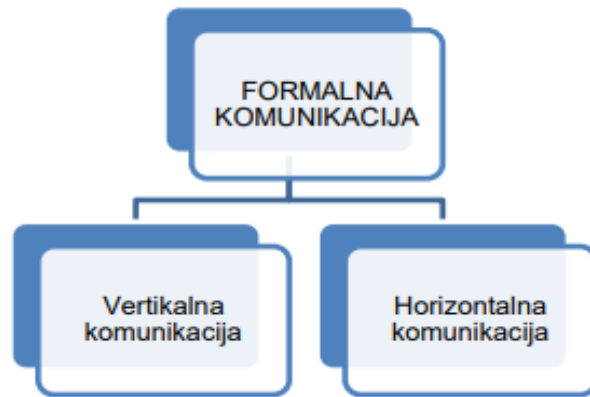 FORMALNA
KOMUNIKACIJA
Vertikalna
komunikacija
Horizontalna
komunikacija